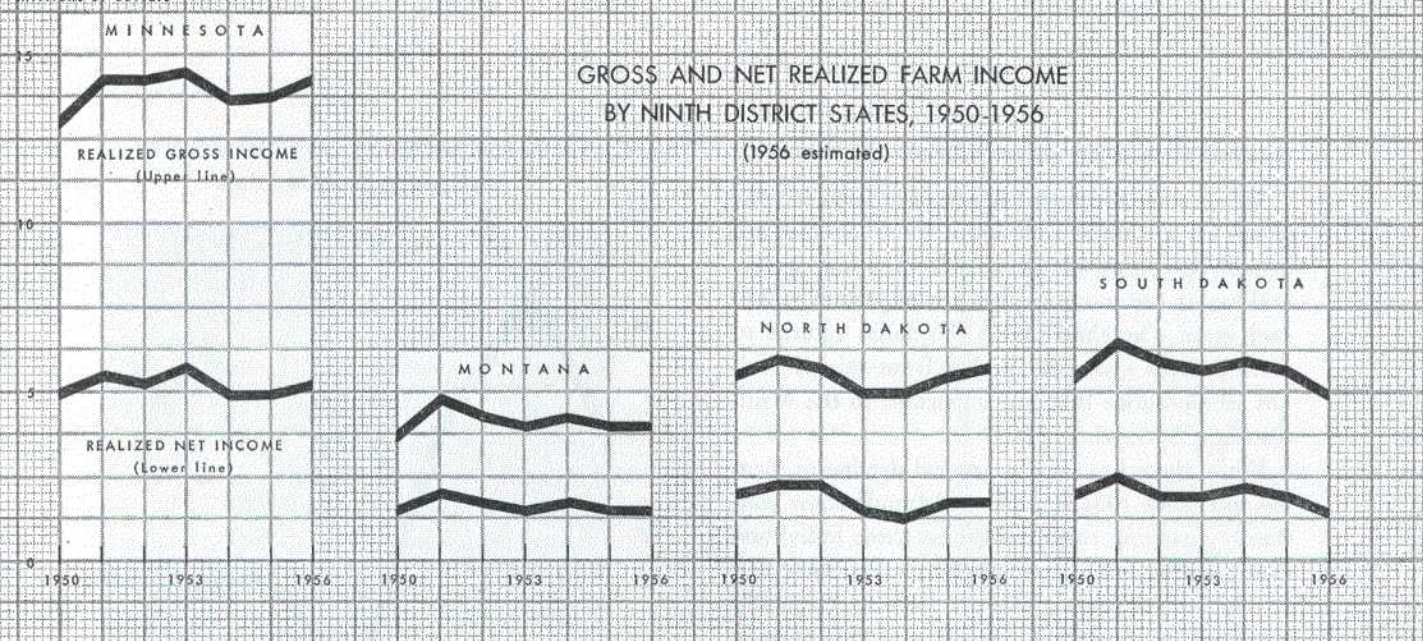 MINNESOTA
15
GROSS AND NET REALIZED FARM INCOME
BY NINTH DISTRICT STATES, 1950-1956
(1956 estimated)
REALIZED GROSS INCOME
(Upper line)
10
SOUTH DAKOTA
NORTH DAKOTA
MONTANA
5
REALIZED NET INCOME
(Lower line)
0
1950 1953 1956 1950 1953 1956 1950 1953 1956 1950 1953 1956